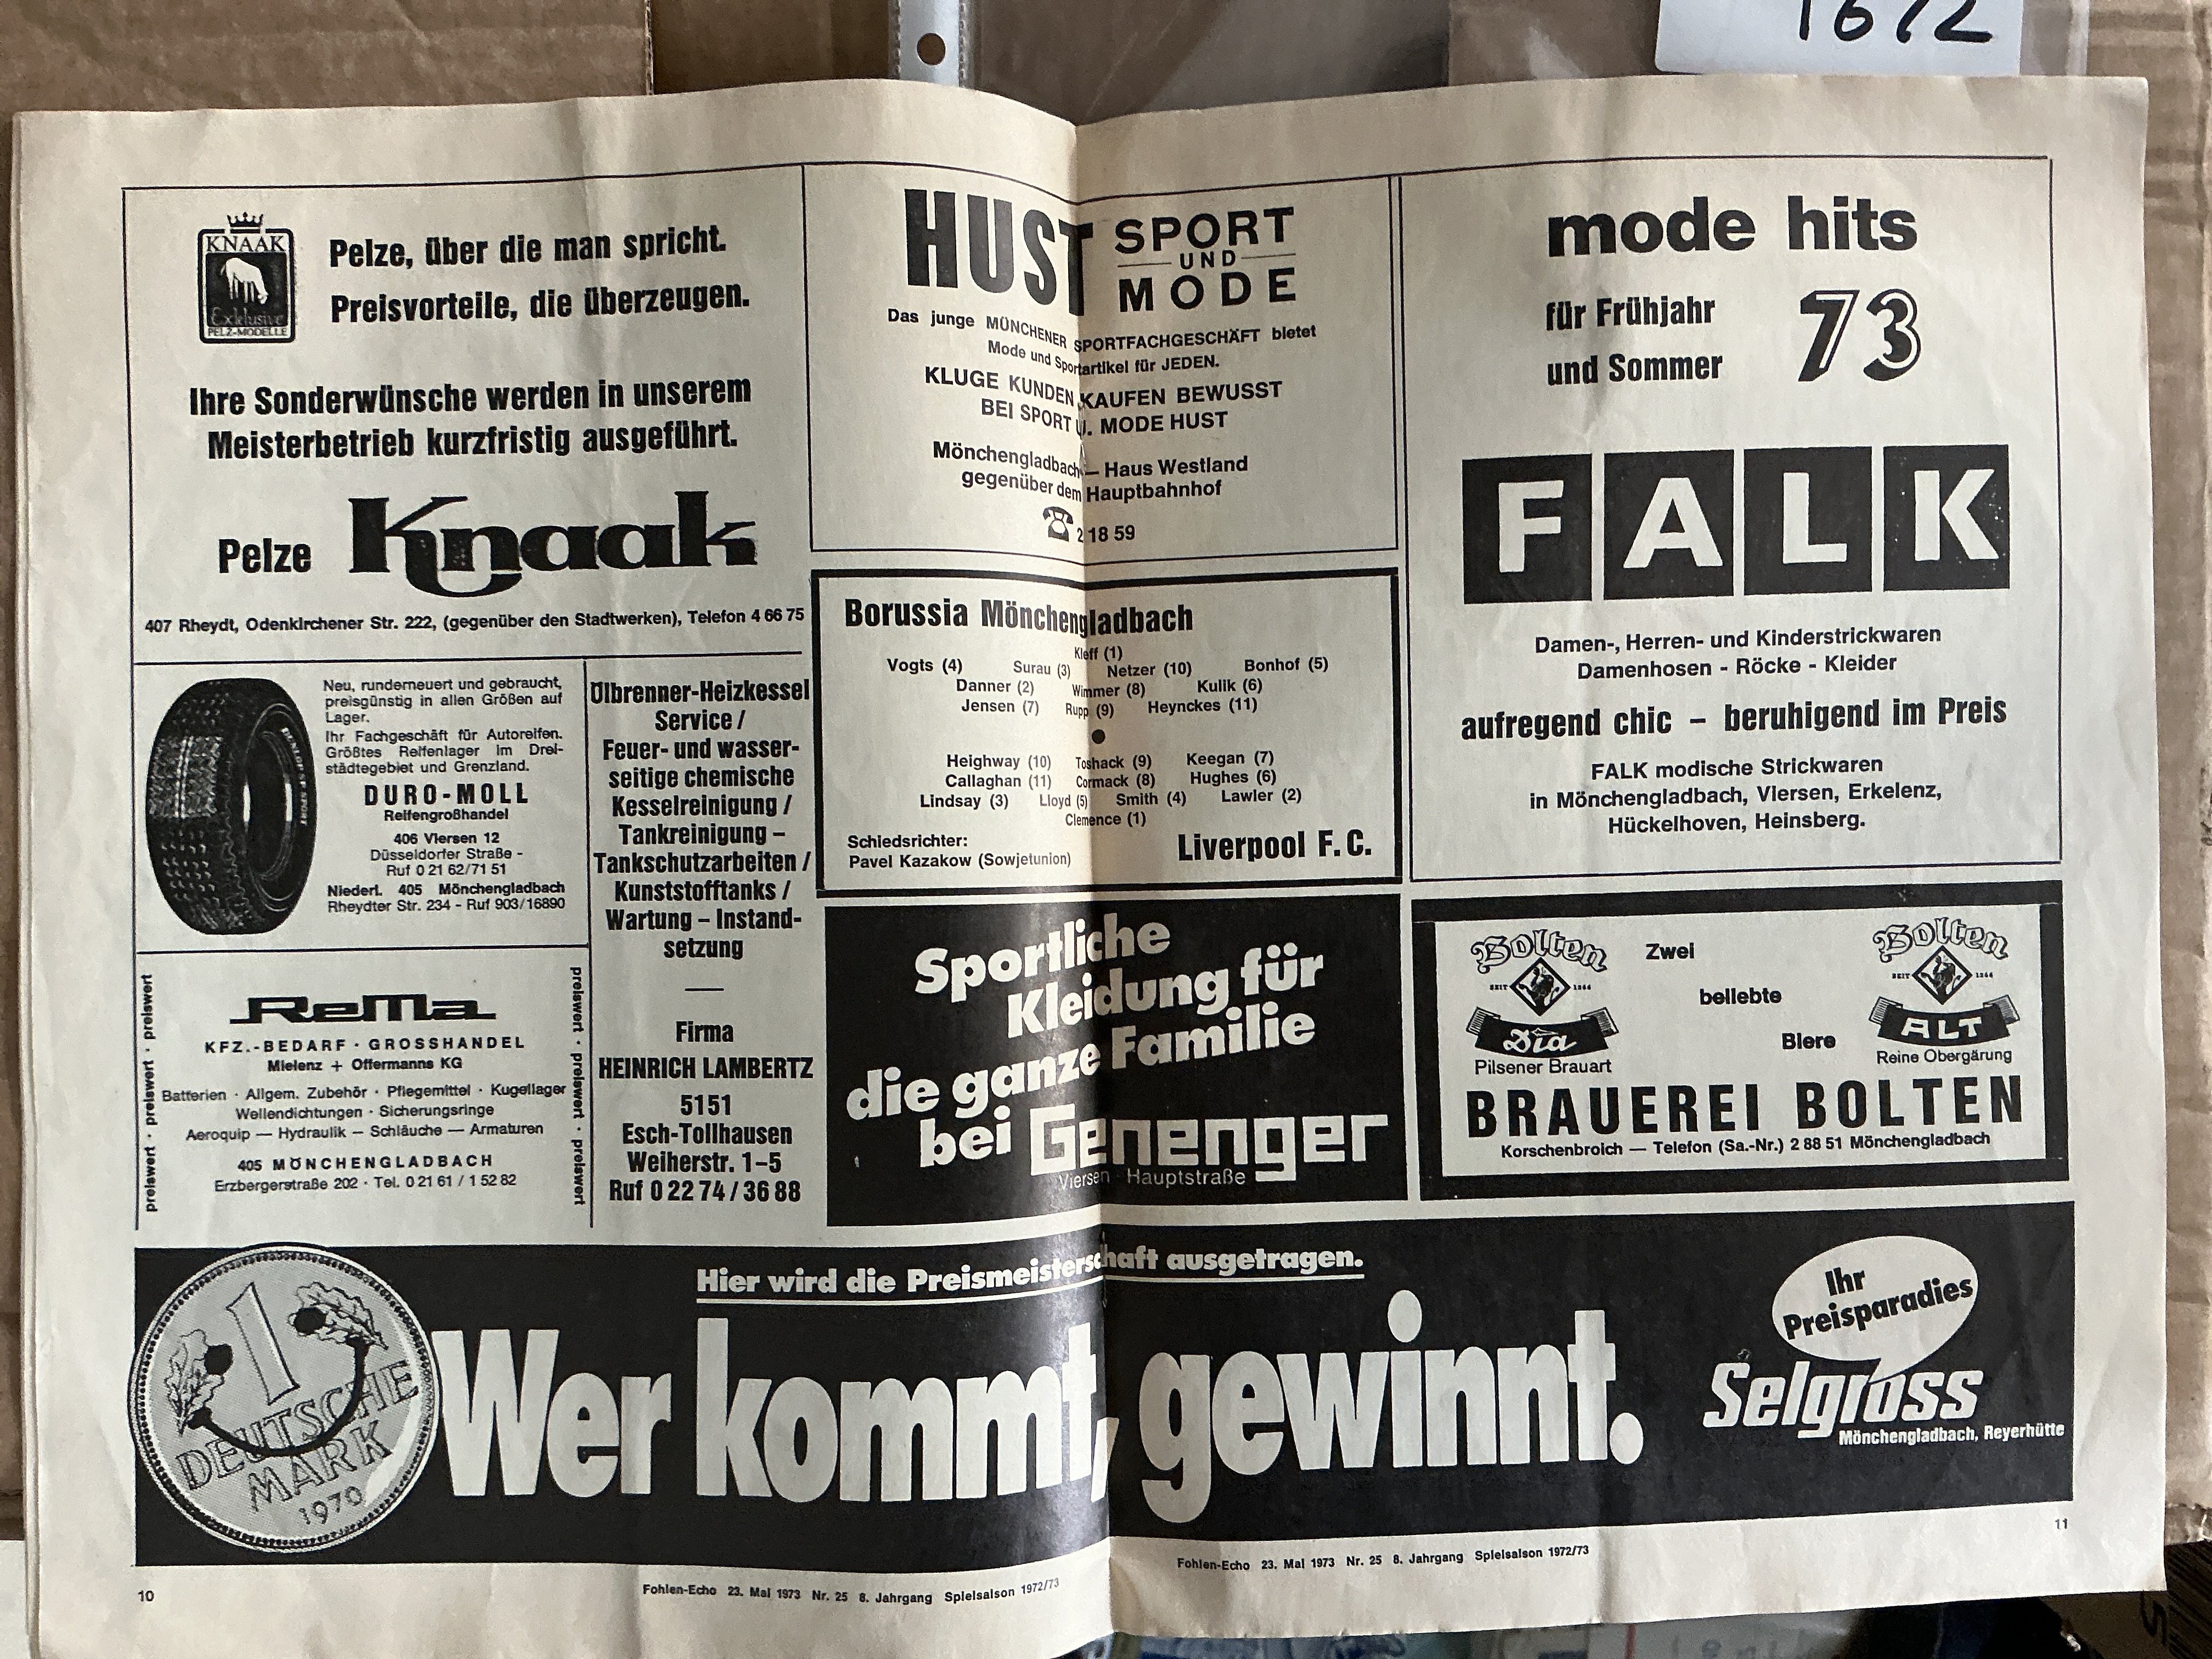 1672
KNAAK
Exklusive
PELZ-MODELLE
Pelze, über die man spricht.
Preisvorteile, die überzeugen.
Ihre Sonderwünsche werden in unserem
Meisterbetrieb kurzfristig ausgeführt.
Pelze Knaak
407 Rheydt, Odenkirchener Str. 222, (gegenüber den Stadtwerken), Telefon 4 66 75
HUST SPORT
UND
MODE
Das junge MÜNCHENER SPORTFACHGESCHÄFT bietet
Mode und Sportartikel für JEDEN.
KLUGE KUNDEN KAUFEN BEWUSST
BEI SPORT U. MODE HUST
Mönchengladbach – Haus Westland
gegenüber dem Hauptbahnhof
2 18 59
mode hits
für Frühjahr
und Sommer
73
FALK
Damen-, Herren- und Kinderstrickwaren
Damenhosen - Röcke - Kleider
aufregend chic – beruhigend im Preis
FALK modische Strickwaren
in Mönchengladbach, Viersen, Erkelenz,
Hückelhoven, Heinsberg.
Neu, runderneuert und gebraucht,
preisgünstig in allen Größen auf
Lager.
Ihr Fachgeschäft für Autoreifen.
Größtes Reifenlager im Drei-
städtegebiet und Grenzland.
DURO-MOLL
Reifengroßhandel
406 Viersen 12
Düsseldorfer Straße -
Ruf 0 21 62/71 51
Niederl. 405 Mönchengladbach
Rheydter Str. 234 - Ruf 903/16890
Ölbrenner-Heizkessel
Service /
Feuer- und wasser-
seitige chemische
Kesselreinigung /
Tankreinigung –
Tankschutzarbeiten /
Kunststofftanks /
Wartung – Instand-
setzung
Firma
HEINRICH LAMBERTZ
5151
Esch-Tollhausen
Weiherstr. 1–5
Ruf 0 22 74 / 36 88
Borussia Mönchengladbach
Kleff (1)
Vogts (4) Surau (3) Netzer (10) Bonhof (5)
Danner (2) Wimmer (8) Kulik (6)
Jensen (7) Rupp (9) Heynckes (11)
Heighway (10) Toshack (9) Keegan (7)
Callaghan (11) Cormack (8) Hughes (6)
Lindsay (3) Lloyd (5) Smith (4) Lawler (2)
Clemence (1)
Schiedsrichter:
Pavel Kazakow (Sowjetunion)
Liverpool F.C.
preiswert · preiswert · preiswert
ReMa
KFZ.-BEDARF · GROSSHANDEL
Mielenz + Offermanns KG
Batterien · Allgem. Zubehör · Pflegemittel · Kugellager
Wellendichtungen · Sicherungsringe
Aeroquip — Hydraulik — Schläuche — Armaturen
405 MÖNCHENGLADBACH
Erzbergerstraße 202 · Tel. 0 21 61 / 1 52 82
preiswert · preiswert · preiswert · preiswert
Sportliche
Kleidung für
die ganze Familie
bei Genenger
Viersen · Hauptstraße
Bolten
SEIT 1266
Dia
Pilsener Brauart
Zwei
beliebte
Biere
Bolten
SEIT 1266
ALT
Reine Obergärung
BRAUEREI BOLTEN
Korschenbroich — Telefon (Sa.-Nr.) 2 88 51 Mönchengladbach
1
DEUTSCHE
MARK
1970
Hier wird die Preismeisterschaft ausgetragen.
Wer kommt, gewinnt.
Ihr
Preisparadies
Selgross
Mönchengladbach, Reyerhütte
10
Fohlen-Echo 23. Mai 1973 Nr. 25 8. Jahrgang Spielsaison 1972/73
Fohlen-Echo 23. Mai 1973 Nr. 25 8. Jahrgang Spielsaison 1972/73
11